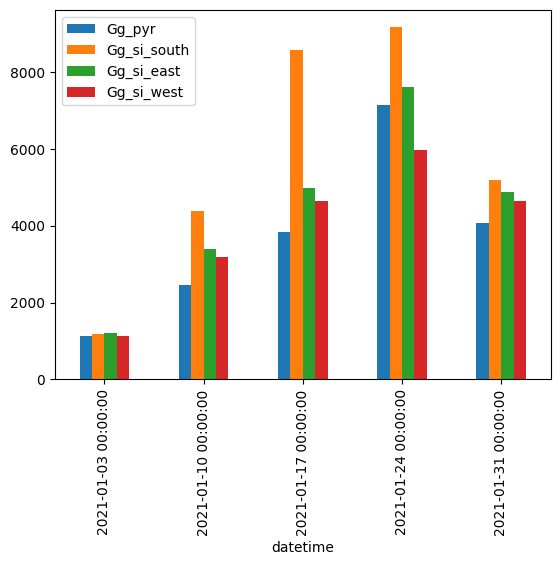 Gg_pyr
Gg_si_south
Gg_si_east
Gg_si_west
8000
6000
4000
2000
0
2021-01-03 00:00:00
2021-01-10 00:00:00
2021-01-17 00:00:00
2021-01-24 00:00:00
2021-01-31 00:00:00
datetime